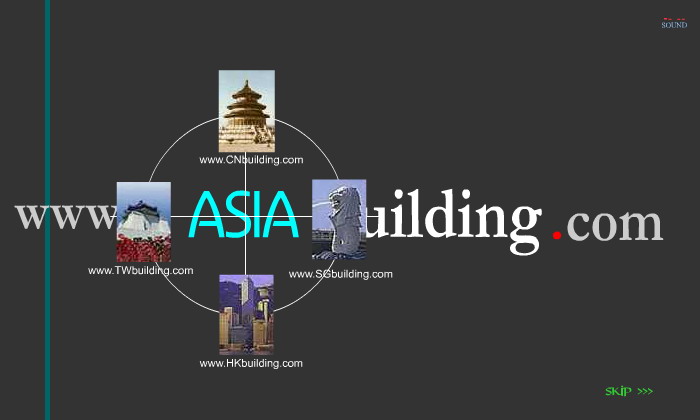 SOUND
www.CNbuilding.com
www ASIA uilding .com
www.TWbuilding.com
www.SGbuilding.com
www.HKbuilding.com
SKIP >>>